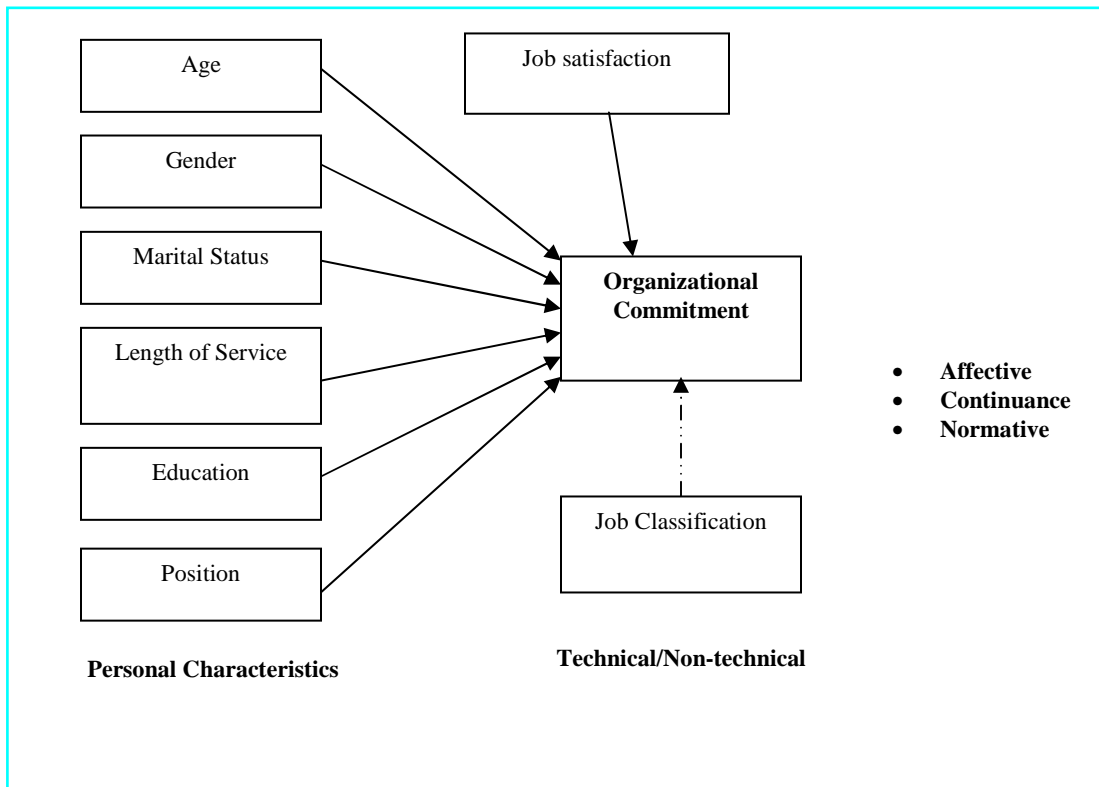 Age
Gender
Marital Status
Length of Service
Education
Position
Personal Characteristics
Job satisfaction
Organizational
Commitment
Job Classification
Technical/Non-technical
• Affective
• Continuance
• Normative